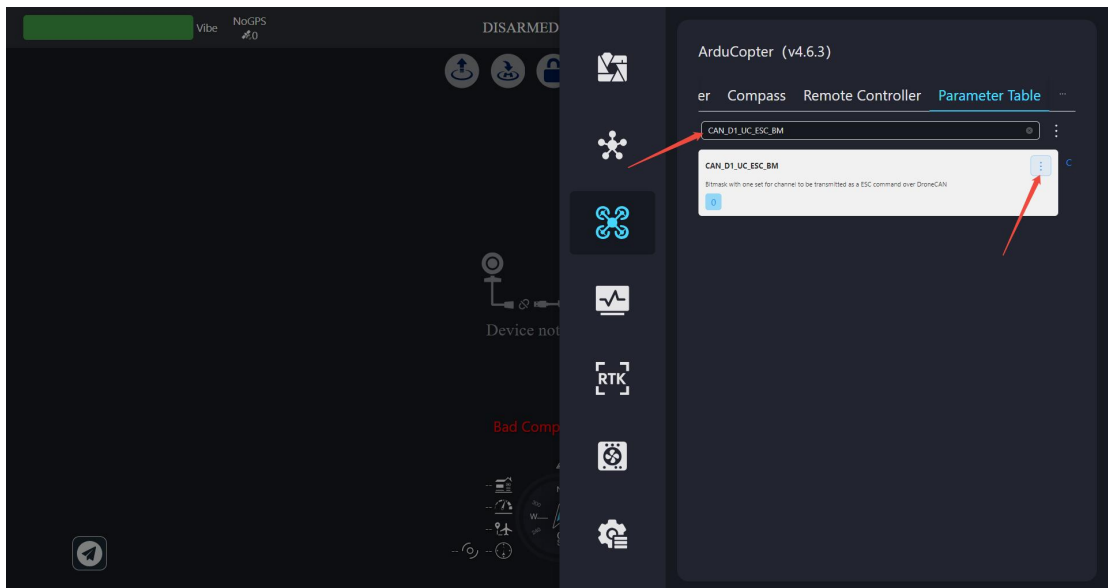 Vibe
NoGPS
0
DISARMED
ArduCopter (v4.6.3)
er Compass Remote Controller Parameter Table ...
CAN_D1_UC_ESC_BM
CAN_D1_UC_ESC_BM
C
Bitmask with one set for channel to be transmitted as a ESC command over DroneCAN
0
Device not
RTK
Bad Comp
N
W
--
--
--
-- --